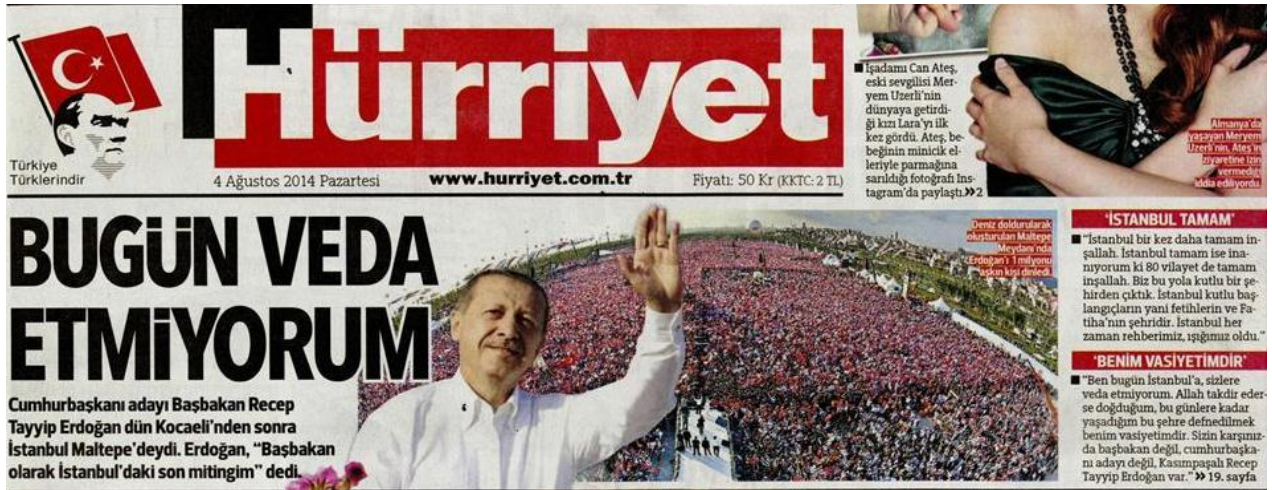 Hürriyet
Türkiye
Türklerindir
4 Ağustos 2014 Pazartesi
www.hurriyet.com.tr
Fiyatı: 50 Kr (KKTC: 2 TL)
■ İşadamı Can Ateş,
eski sevgilisi Mer-
yem Uzerli'nin
dünyaya getirdi-
ği kızı Lara'yı ilk
kez gördü. Ateş, be-
beğinin minicik el-
leriyle parmağına
sarıldığı fotoğrafı Ins-
tagram'da paylaştı.»2
Almanya'da
yaşayan Meryem
Uzerli'nin, Ateş'in
ziyaretine izin
vermediği
iddia ediliyordu.
BUGÜN VEDA
ETMİYORUM
Cumhurbaşkanı adayı Başbakan Recep
Tayyip Erdoğan dün Kocaeli'nden sonra
İstanbul Maltepe'deydi. Erdoğan, “Başbakan
olarak İstanbul'daki son mitingim” dedi.
Deniz doldurularak
oluşturulan Maltepe
Meydanı'nda
Erdoğan'ı 1 milyonu
aşkın kişi dinledi.
‘İSTANBUL TAMAM’
■ “İstanbul bir kez daha tamam in-
şallah. İstanbul tamam ise ina-
nıyorum ki 80 vilayet de tamam
inşallah. Biz bu yola kutlu bir şe-
hirden çıktık. İstanbul kutlu baş-
langıçların yani fetihlerin ve Fa-
tiha'nın şehridir. İstanbul her
zaman rehberimiz, ışığımız oldu.”
‘BENİM VASİYETİMDİR’
■ “Ben bugün İstanbul'a, sizlere
veda etmiyorum. Allah takdir eder-
se doğduğum, bu günlere kadar
yaşadığım bu şehre defnedilmek
benim vasiyetimdir. Sizin karşınız-
da başbakan değil, cumhurbaşka-
nı adayı değil, Kasımpaşalı Recep
Tayyip Erdoğan var.” » 19. sayfa